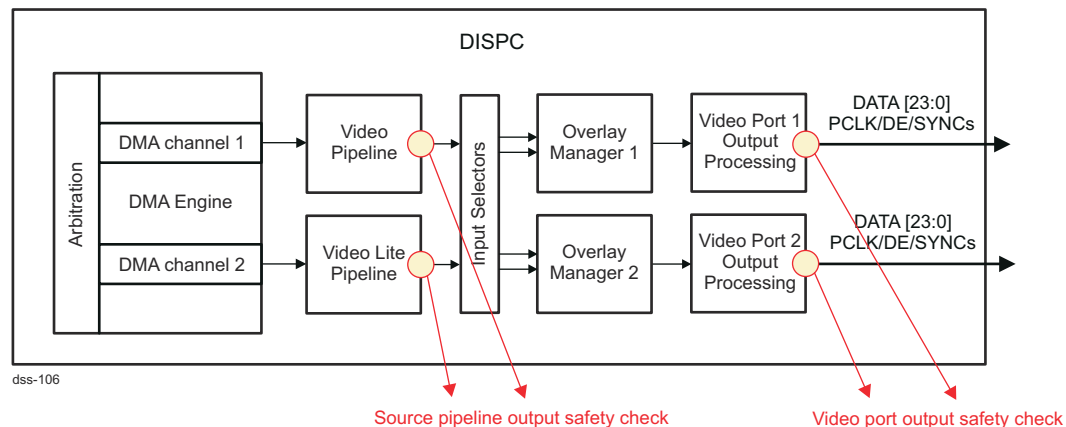 DISPC
Arbitration
DMA channel 1
DMA Engine
DMA channel 2
Video
Pipeline
Video Lite
Pipeline
Input Selectors
Overlay
Manager 1
Overlay
Manager 2
Video Port 1
Output
Processing
Video Port 2
Output
Processing
DATA [23:0]
PCLK/DE/SYNCs
DATA [23:0]
PCLK/DE/SYNCs
dss-106
Source pipeline output safety check
Video port output safety check